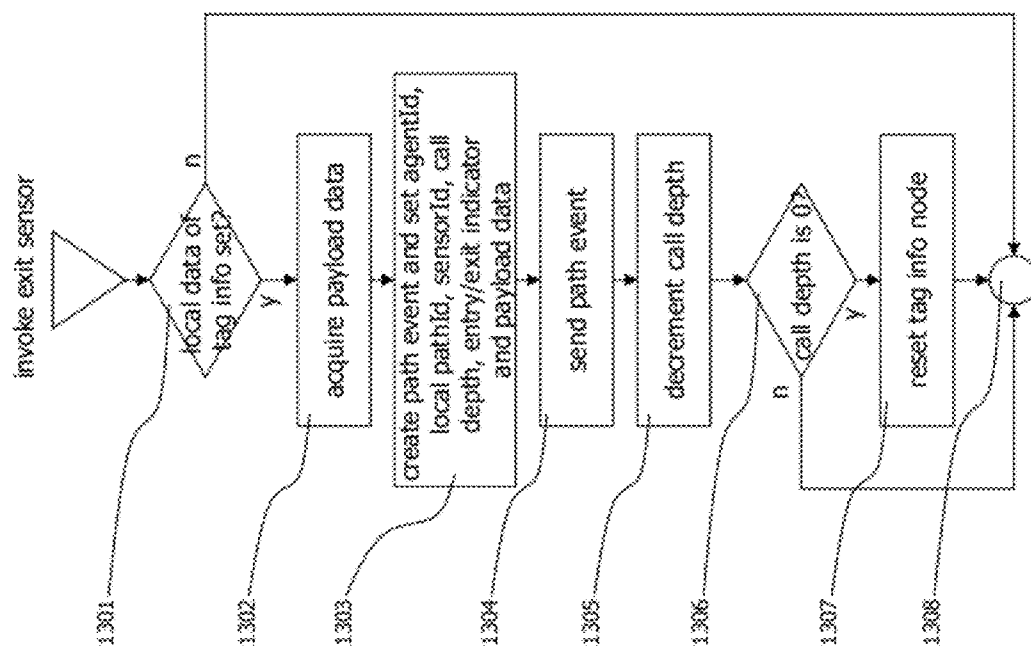 invoke exit sensor
local data of
tag info set?
n
y
acquire payload data
create path event and set agentId,
local pathId, sensorId, call
depth, entry/exit indicator
and payload data
send path event
decrement call depth
call depth is 0?
n
y
reset tag info node
1301
1302
1303
1304
1305
1306
1307
1308